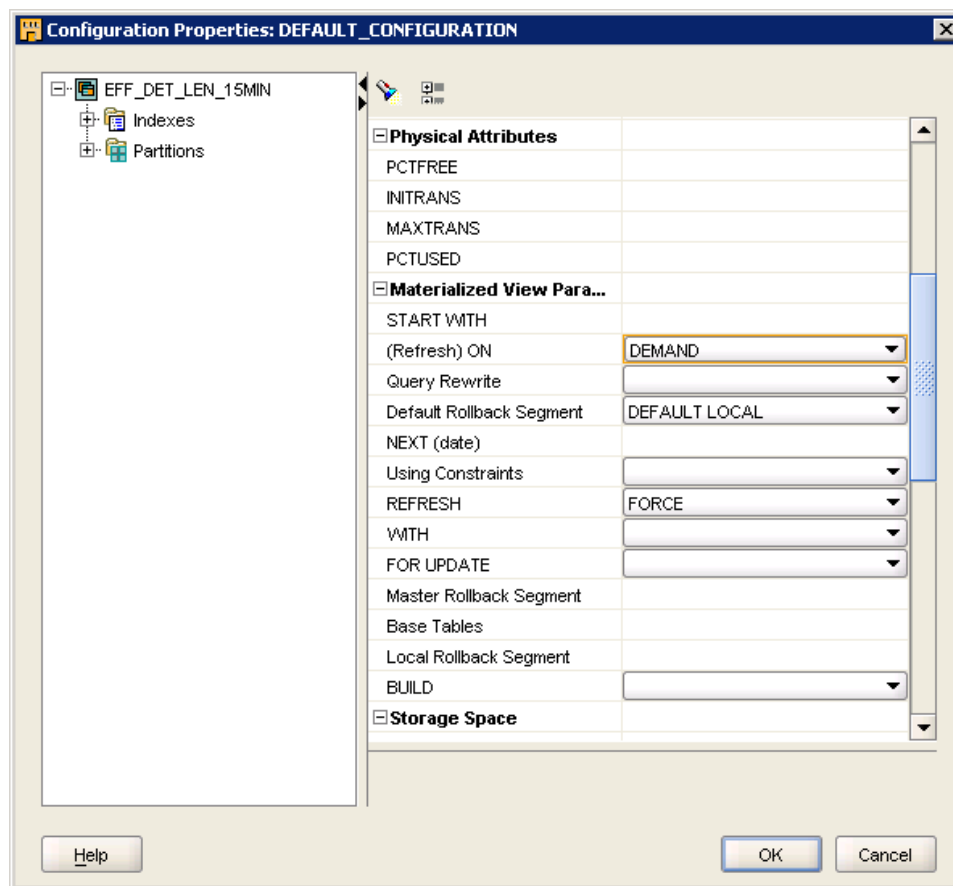 Configuration Properties: DEFAULT_CONFIGURATION
EFF_DET_LEN_15MIN
Indexes
Partitions
Physical Attributes
PCTFREE
INITRANS
MAXTRANS
PCTUSED
Materialized View Para...
START WITH
(Refresh) ON DEMAND
Query Rewrite
Default Rollback Segment DEFAULT LOCAL
NEXT (date)
Using Constraints
REFRESH FORCE
WITH
FOR UPDATE
Master Rollback Segment
Base Tables
Local Rollback Segment
BUILD
Storage Space
Help OK Cancel